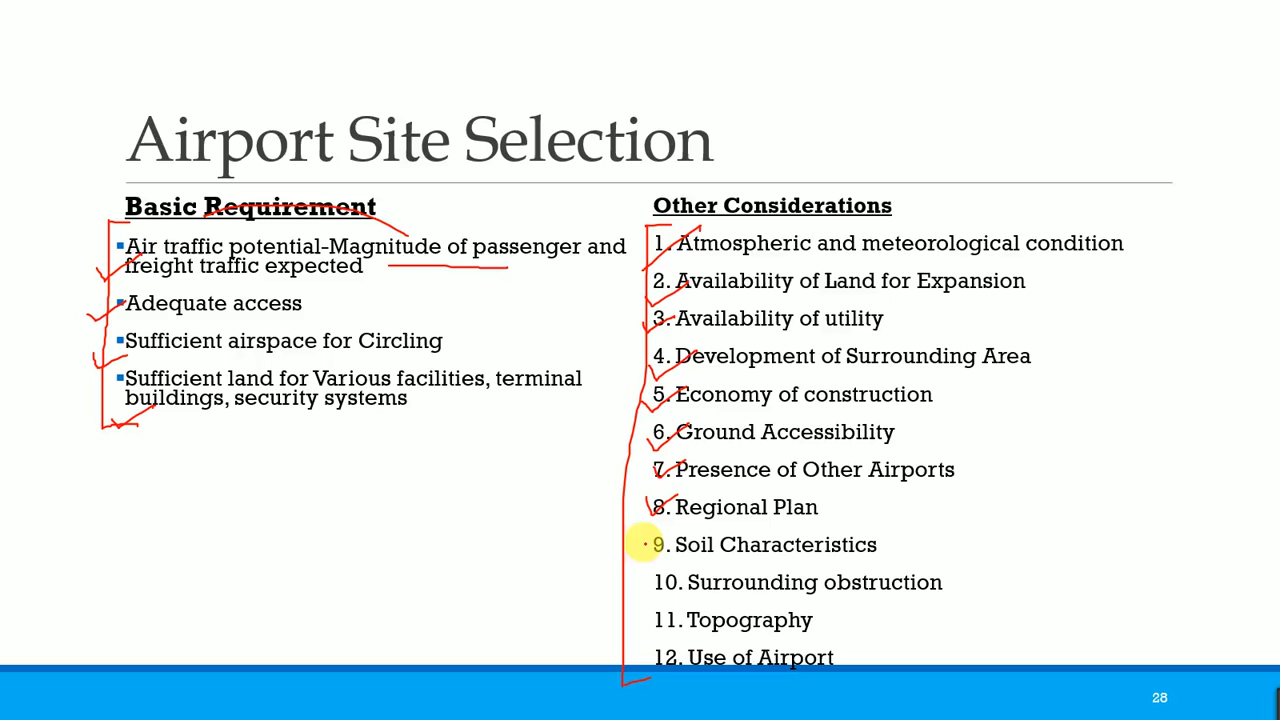 Airport Site Selection
Basic Requirement
Air traffic potential-Magnitude of passenger and
freight traffic expected
Adequate access
Sufficient airspace for Circling
Sufficient land for Various facilities, terminal
buildings, security systems
Other Considerations
1. Atmospheric and meteorological condition
2. Availability of Land for Expansion
3. Availability of utility
4. Development of Surrounding Area
5. Economy of construction
6. Ground Accessibility
7. Presence of Other Airports
8. Regional Plan
9. Soil Characteristics
10. Surrounding obstruction
11. Topography
12. Use of Airport
28